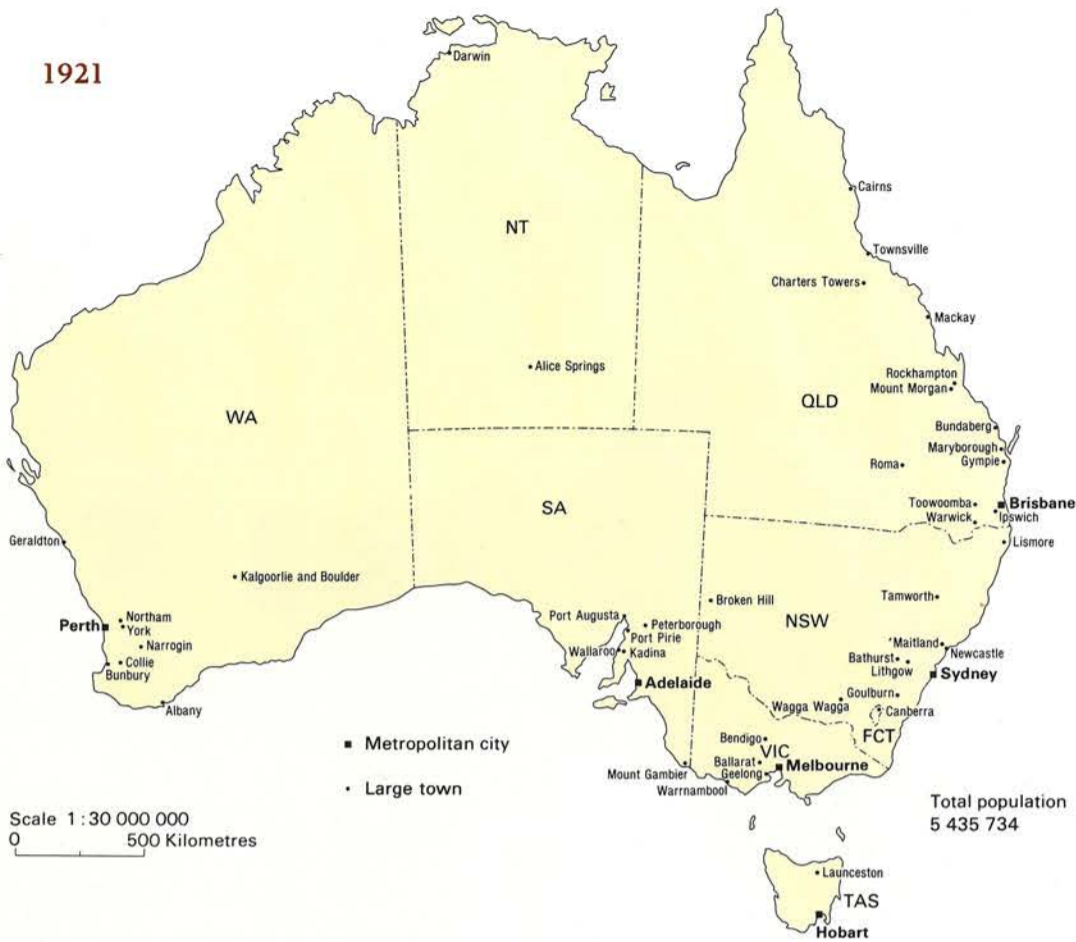 1921
Darwin
Cairns
NT
Townsville
Charters Towers
Mackay
Alice Springs
Rockhampton
Mount Morgan
QLD
WA
Bundaberg
Maryborough
Roma
Gympie
SA
Toowoomba
Brisbane
Warwick
Ipswich
Geraldton
Lismore
Kalgoorlie and Boulder
Broken Hill
Tamworth
Port Augusta
Northam
Perth
York
Peterborough
NSW
Port Pirie
Narrogin
Maitland
Wallaroo
Kadina
Newcastle
Collie
Bathurst
Bunbury
Lithgow
Sydney
Adelaide
Goulburn
Albany
Wagga Wagga
Canberra
Bendigo
FCT
Metropolitan city
VIC
Ballarat
Melbourne
Mount Gambier
Geelong
Large town
Warrnambool
Total population
5 435 734
Scale 1:30 000 000
0 500 Kilometres
Launceston
TAS
Hobart